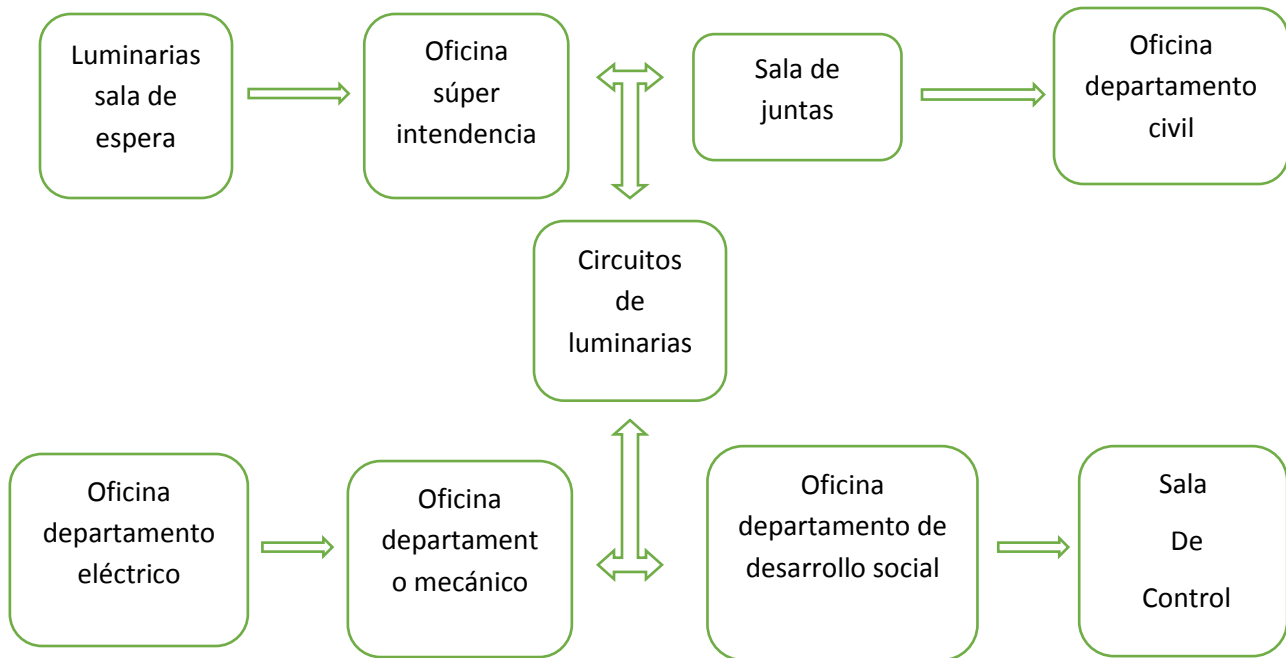 Luminarias
sala de
espera
Oficina
súper
intendencia
Sala de
juntas
Oficina
departamento
civil
Circuitos
de
luminarias
Oficina
departamento
eléctrico
Oficina
departament
o mecánico
Oficina
departamento de
desarrollo social
Sala
De
Control